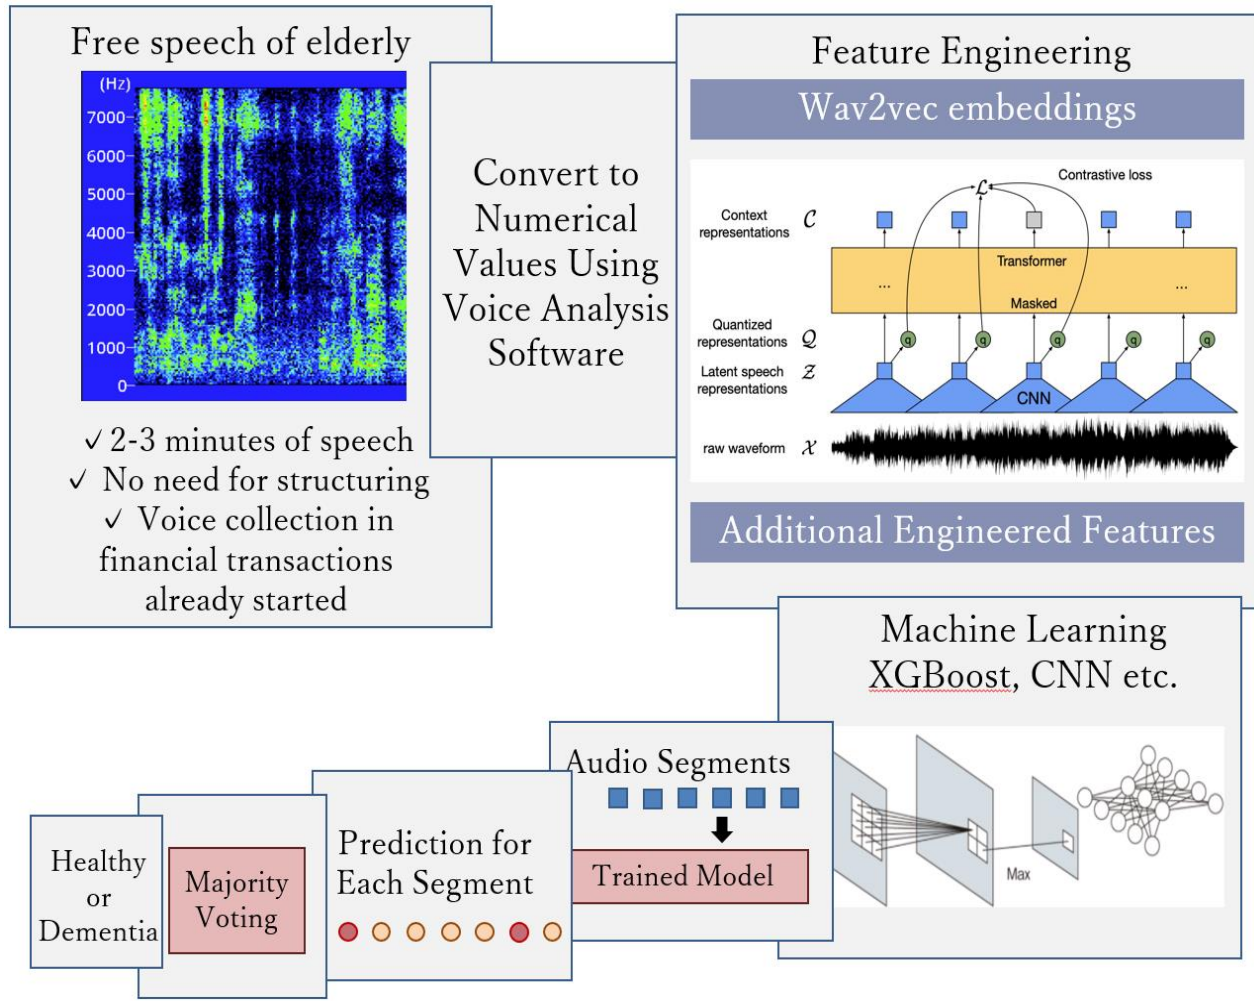 Free speech of elderly
(Hz)
7000
6000
5000
4000
3000
2000
1000
0
✓ 2-3 minutes of speech
✓ No need for structuring
✓ Voice collection in
financial transactions
already started
Convert to
Numerical
Values Using
Voice Analysis
Software
Feature Engineering
Wav2vec embeddings
Contrastive loss
ℒ
Context
representations 𝒞
Transformer
... ...
Masked
Quantized
representations 𝒬
q q q q q
Latent speech
representations 𝒵
CNN
raw waveform 𝒳
Additional Engineered Features
Machine Learning
XGBoost, CNN etc.
Max
Audio Segments
Trained Model
Prediction for
Each Segment
Majority
Voting
Healthy
or
Dementia